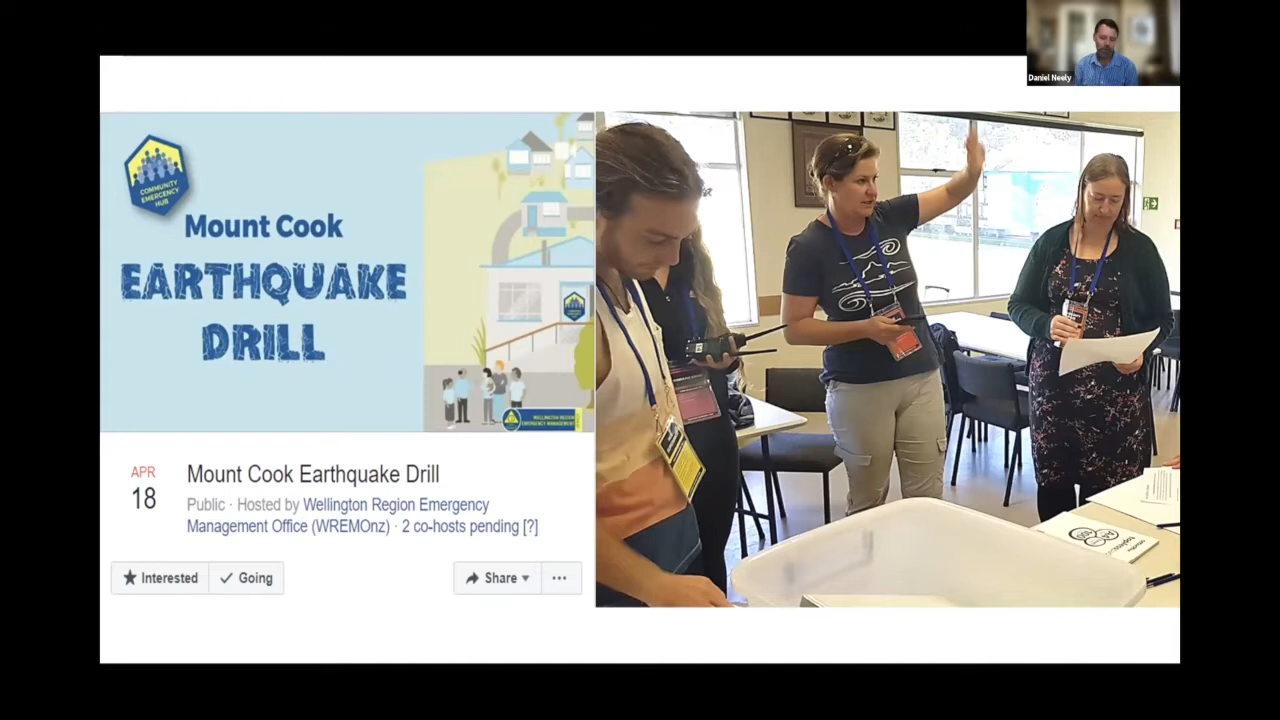 Daniel Neely
COMMUNITY
EMERGENCY
HUB
Mount Cook
EARTHQUAKE
DRILL
WELLINGTON REGION
EMERGENCY MANAGEMENT
APR
18
Mount Cook Earthquake Drill
Public · Hosted by Wellington Region Emergency
Management Office (WREMOnz) · 2 co-hosts pending [?]
Interested
Going
Share